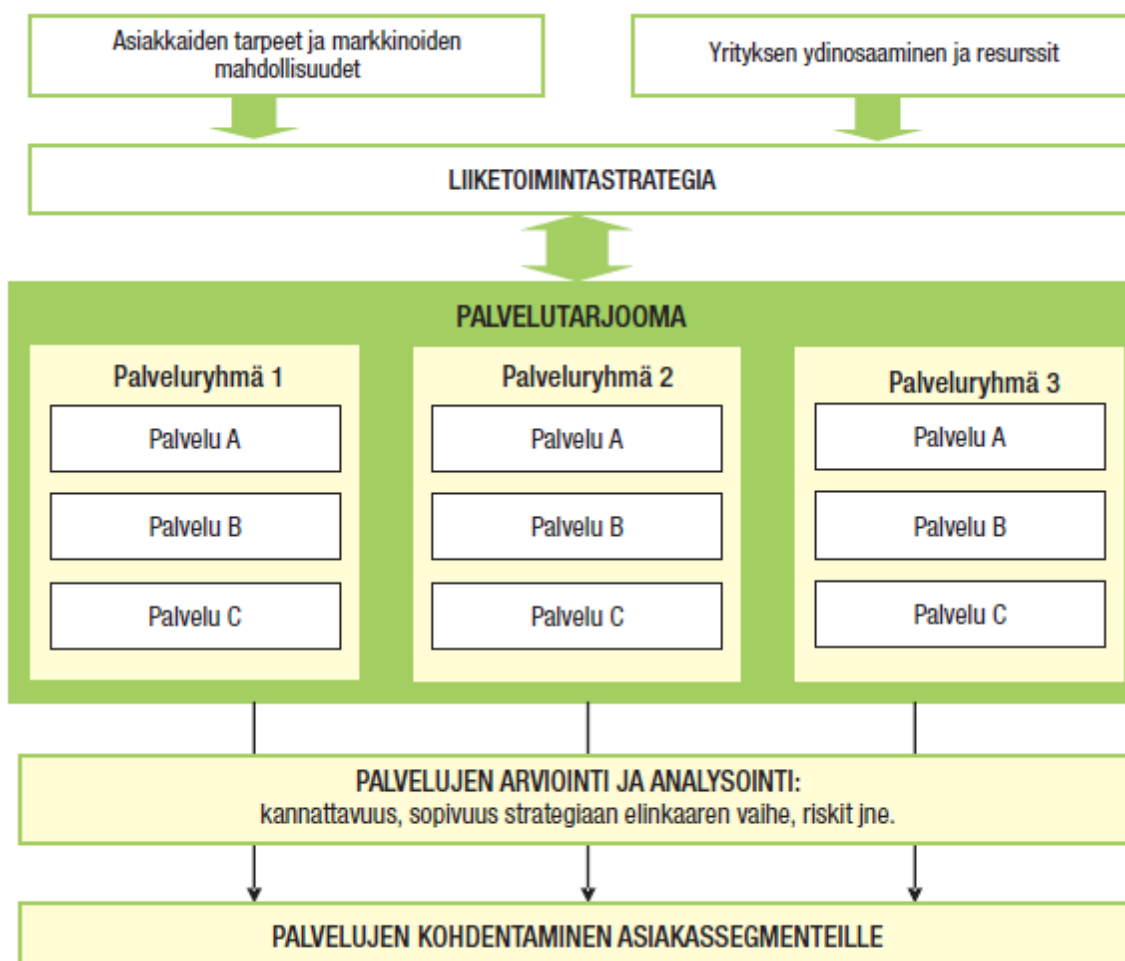 Asiakkaiden tarpeet ja markkinoiden
mahdollisuudet
Yrityksen ydinosaaminen ja resurssit
LIIKETOIMINTASTRATEGIA
PALVELUTARJOOMA
Palveluryhmä 1
Palvelu A
Palvelu B
Palvelu C
Palveluryhmä 2
Palvelu A
Palvelu B
Palvelu C
Palveluryhmä 3
Palvelu A
Palvelu B
Palvelu C
PALVELUJEN ARVIOINTI JA ANALYSOINTI:
kannattavuus, sopivuus strategiaan elinkaaren vaihe, riskit jne.
PALVELUJEN KOHDENTAMINEN ASIAKASSEGMENTEILLE